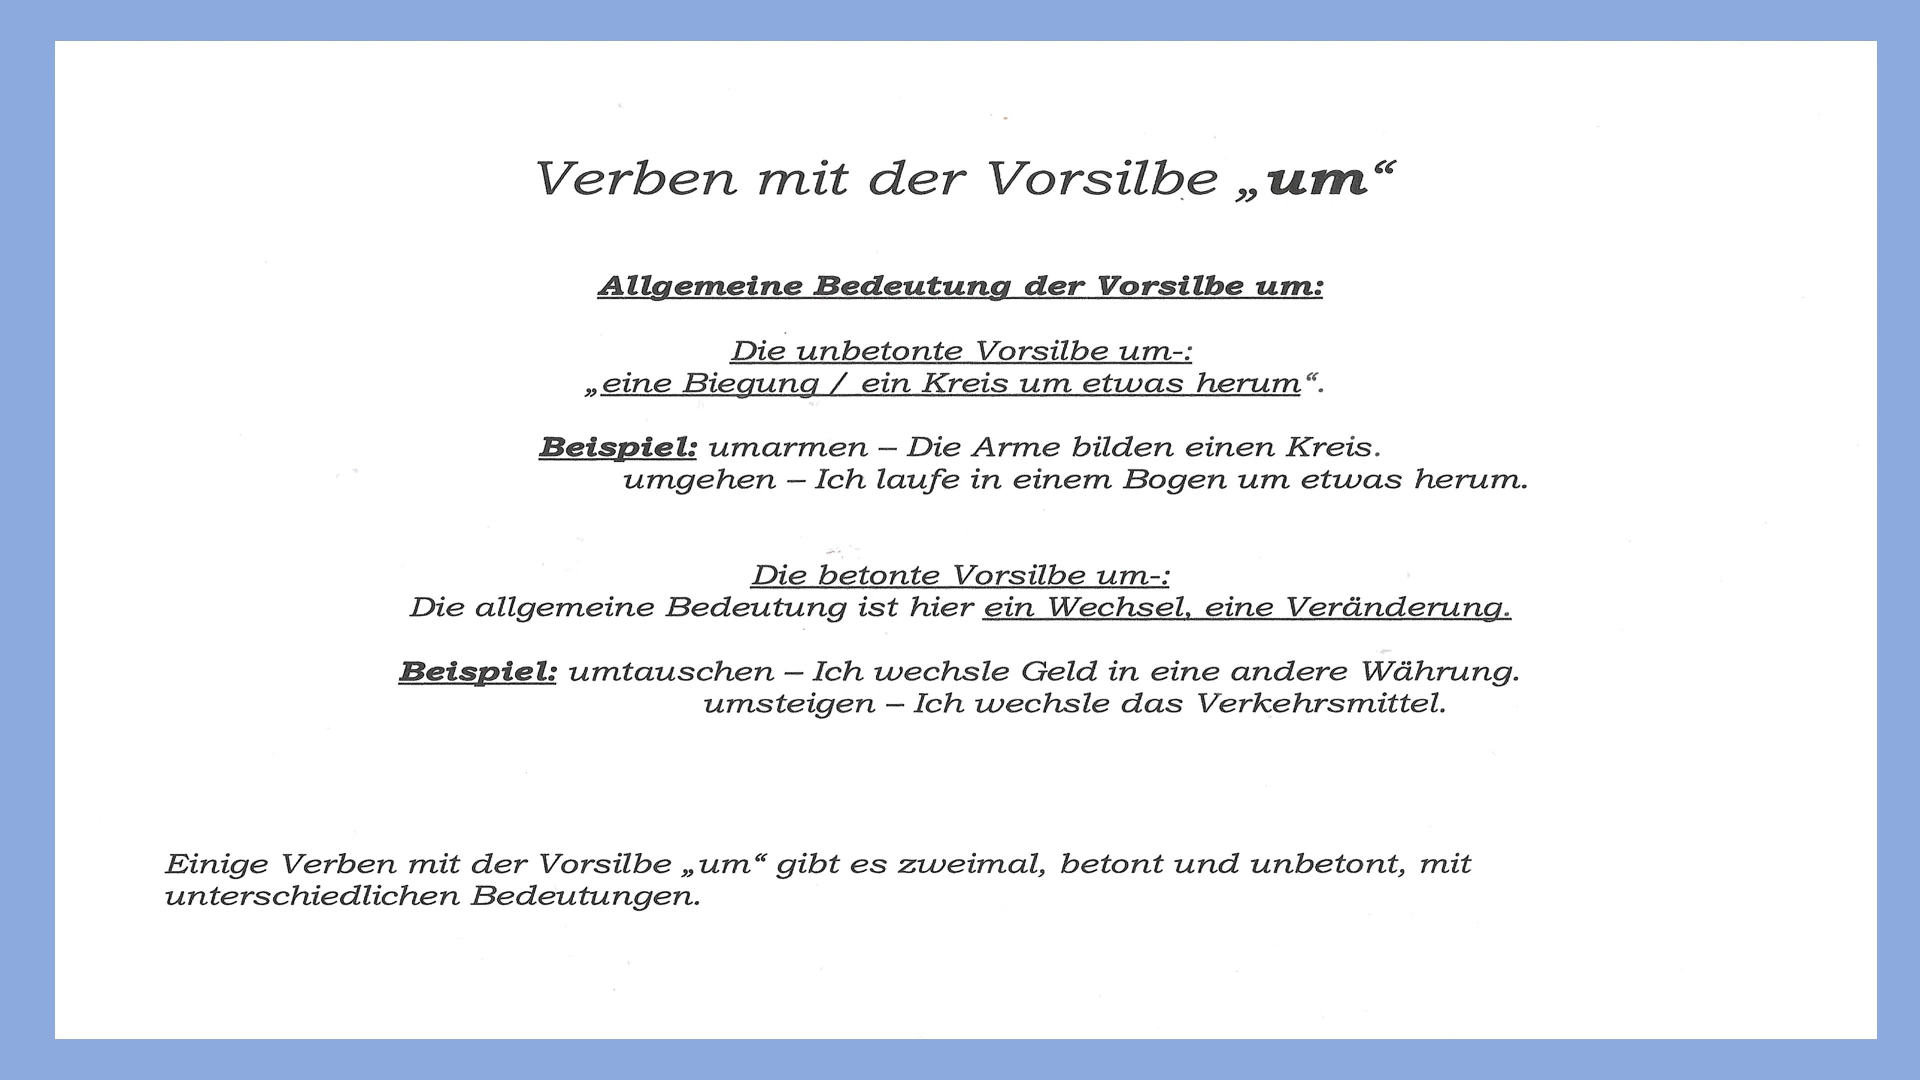 Verben mit der Vorsilbe „um“
Allgemeine Bedeutung der Vorsilbe um:
Die unbetonte Vorsilbe um-:
„eine Biegung / ein Kreis um etwas herum“.
Beispiel: umarmen – Die Arme bilden einen Kreis.
umgehen – Ich laufe in einem Bogen um etwas herum.
Die betonte Vorsilbe um-:
Die allgemeine Bedeutung ist hier ein Wechsel, eine Veränderung.
Beispiel: umtauschen – Ich wechsle Geld in eine andere Währung.
umsteigen – Ich wechsle das Verkehrsmittel.
Einige Verben mit der Vorsilbe „um“ gibt es zweimal, betont und unbetont, mit
unterschiedlichen Bedeutungen.